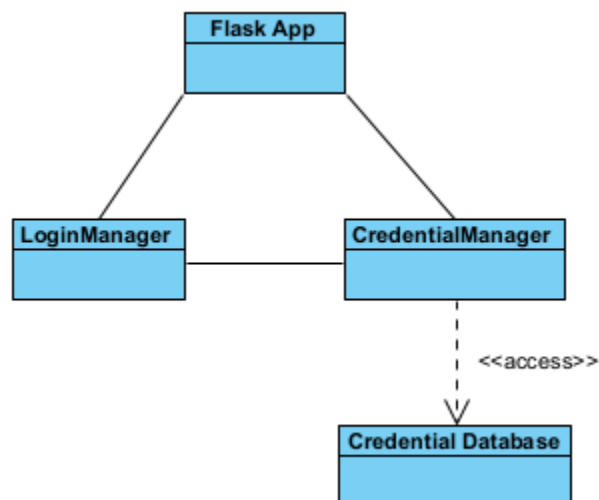 Flask App
LoginManager
CredentialManager
<<access>>
Credential Database